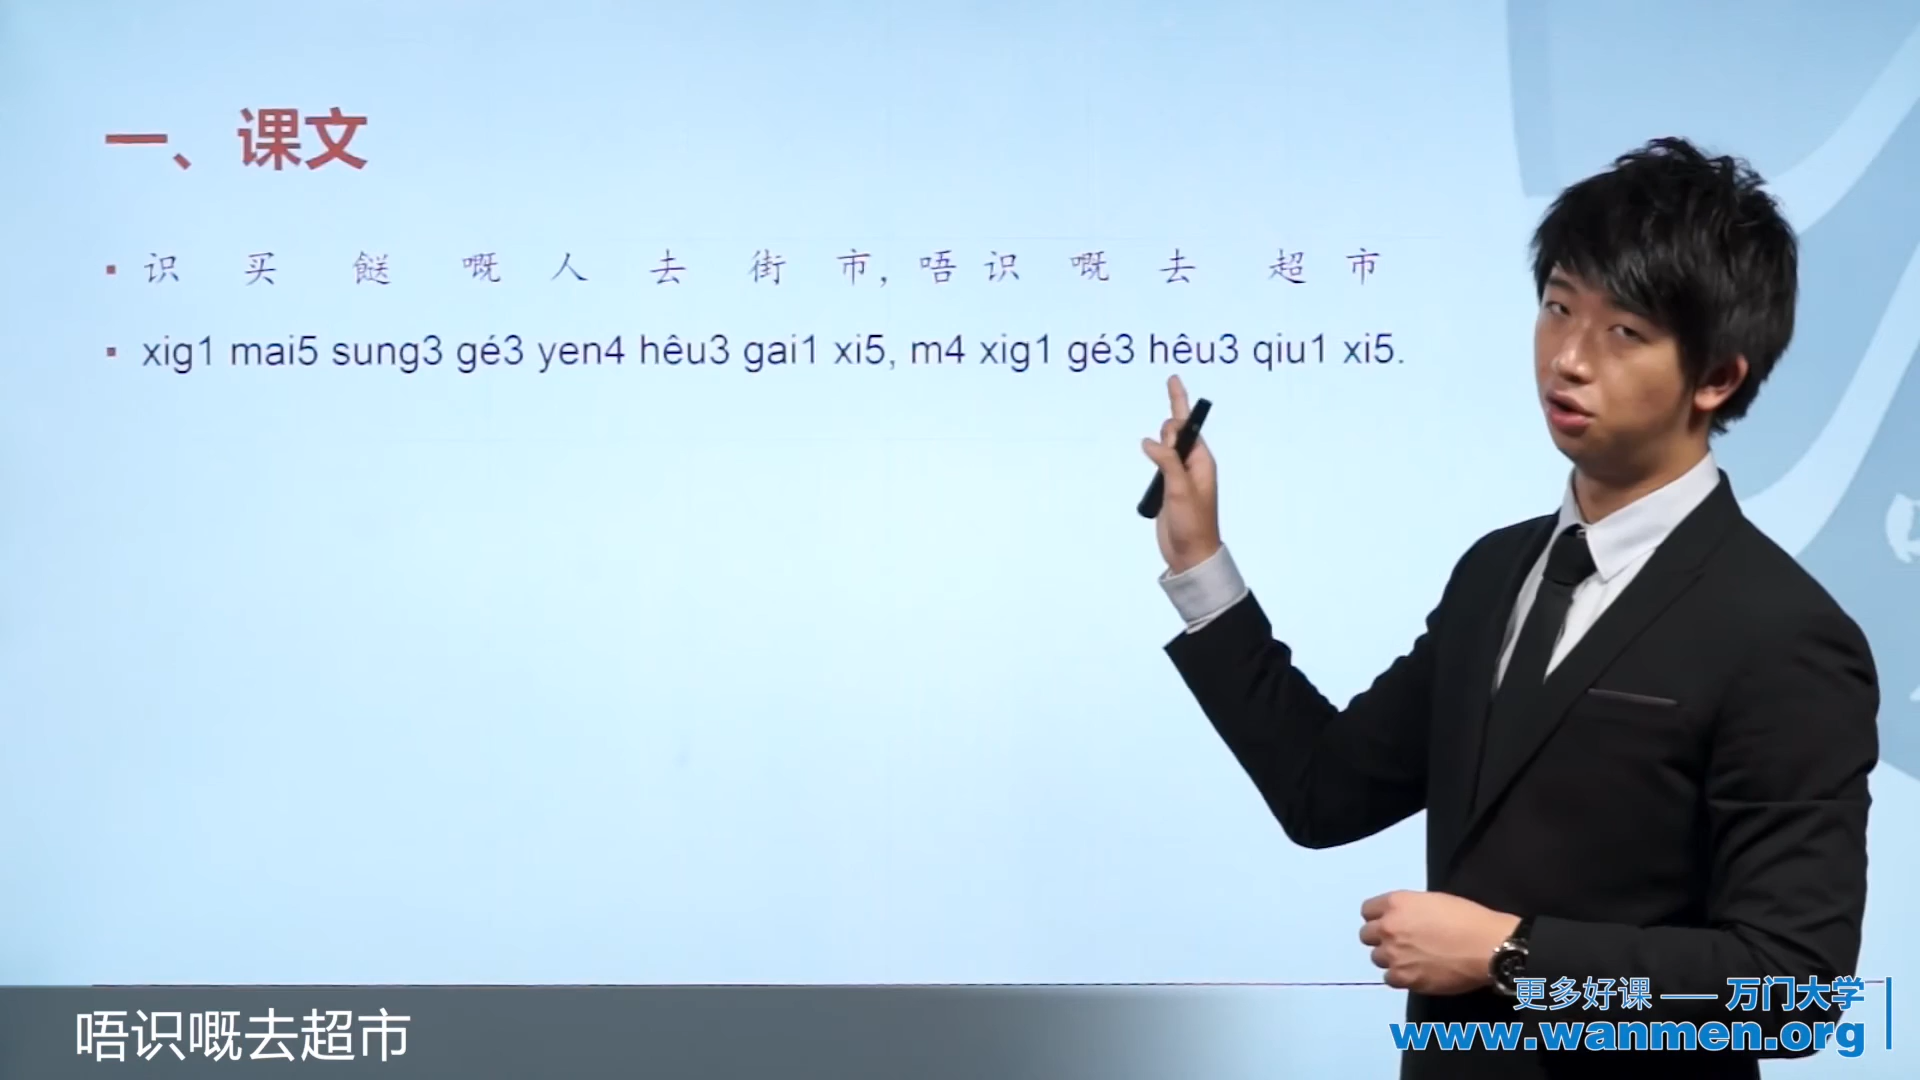 一、课文
▪ 识 买 餸 嘅 人 去 街 市, 唔 识 嘅 去 超 市
▪ xig1 mai5 sung3 gé3 yen4 hêu3 gai1 xi5, m4 xig1 gé3 hêu3 qiu1 xi5.
唔识嘅去超市
更多好课 —— 万门大学
www.wanmen.org